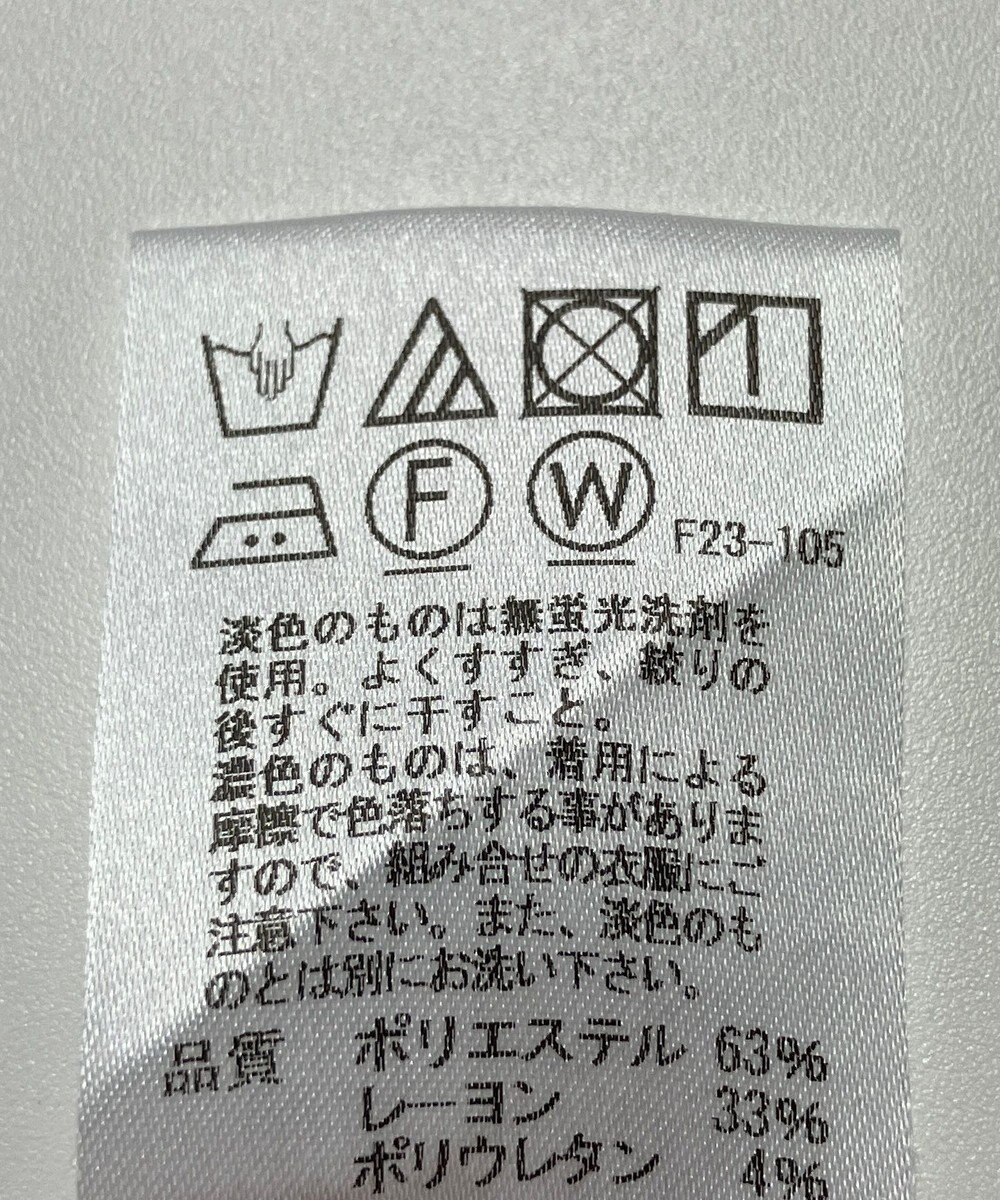 F W F23-105
淡色のものは無蛍光洗剤を
使用。よくすすぎ、絞りの
後すぐに干すこと。
濃色のものは、着用による
摩擦で色落ちする事がありま
すので、組み合せの衣服にご
注意下さい。また、淡色のも
のとは別にお洗い下さい。
品質 ポリエステル 63%
レーヨン 33%
ポリウレタン 4%